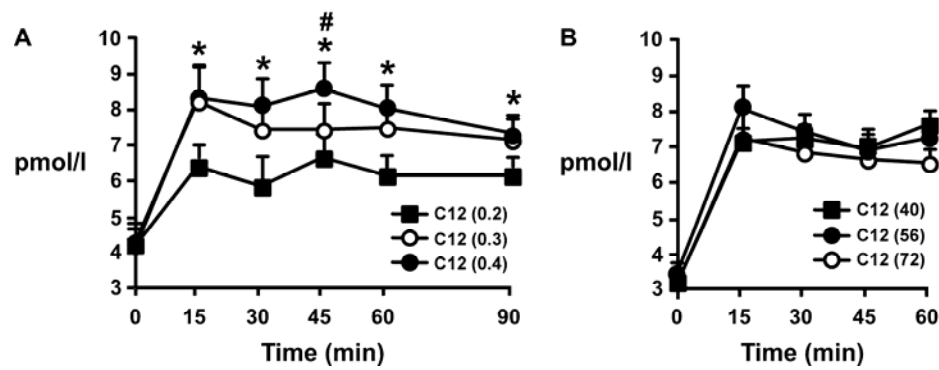 A
pmol/l
10
9
8
7
6
5
4
3
#
* * * * *
C12 (0.2)
C12 (0.3)
C12 (0.4)
0 15 30 45 60 90
Time (min)
B
pmol/l
10
9
8
7
6
5
4
3
C12 (40)
C12 (56)
C12 (72)
0 15 30 45 60
Time (min)